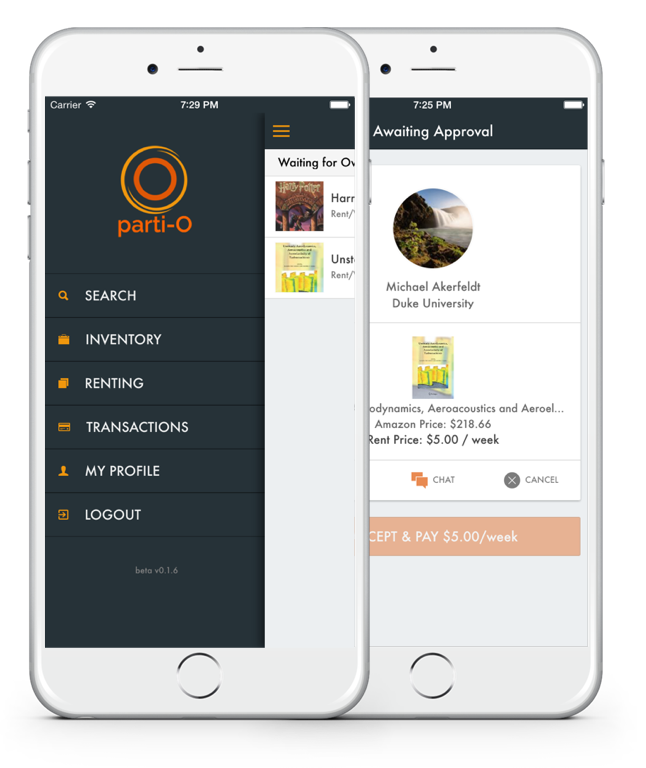 Carrier
7:29 PM
parti-O
SEARCH
INVENTORY
RENTING
TRANSACTIONS
MY PROFILE
LOGOUT
beta v0.1.6
Waiting for Ov
HARRY POTTER
Harr
Rent/
Unst
Rent/
7:25 PM
Awaiting Approval
Michael Akerfeldt
Duke University
odynamics, Aeroacoustics and Aeroel...
Amazon Price: $218.66
Rent Price: $5.00 / week
CHAT
CANCEL
CEPT & PAY $5.00/week